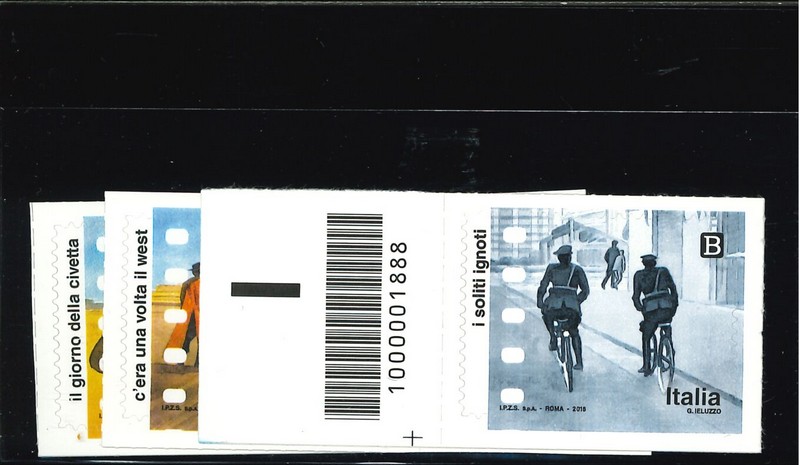 il giorno della civetta
I.
c'era una volta il west
I.P.Z.S. S.p.A.
1000001888
i soliti ignoti
B
Italia
G. IELUZZO
I.P.Z.S. S.p.A. - ROMA - 2018